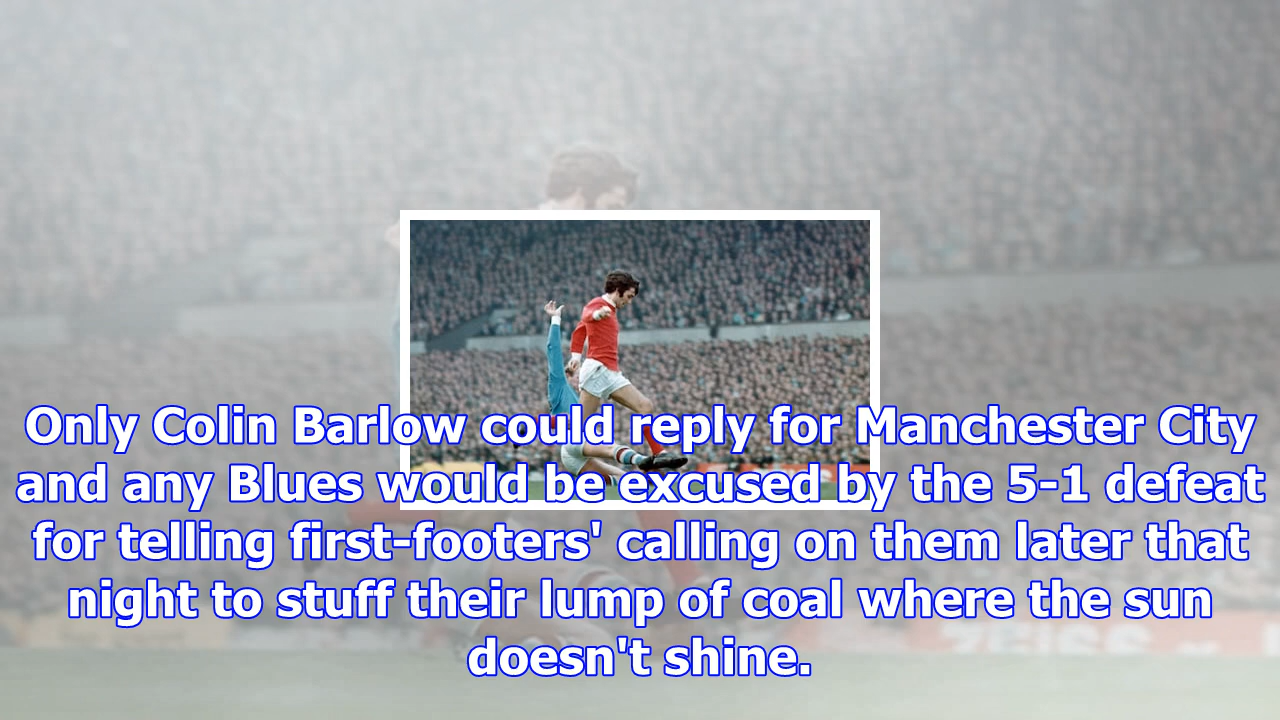 Only Colin Barlow could reply for Manchester City
and any Blues would be excused by the 5-1 defeat
for telling first-footers' calling on them later that
night to stuff their lump of coal where the sun
doesn't shine.
ZEISS